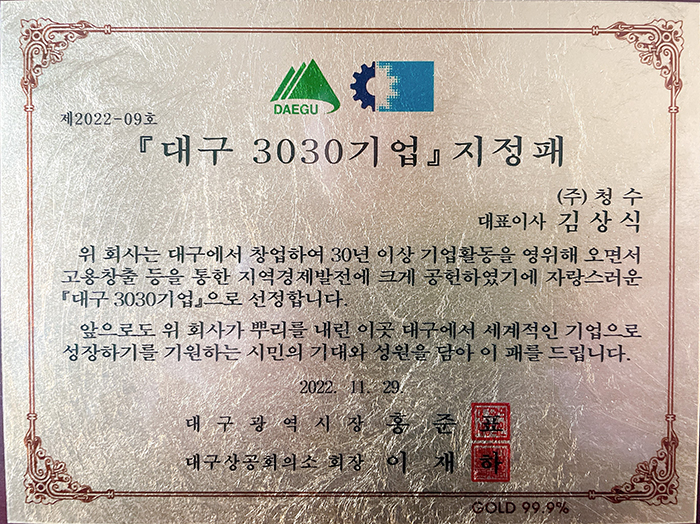 DAEGU
제2022-09호
『대구 3030기업』 지정패
(주) 청 수
대표이사 김 상 식
위 회사는 대구에서 창업하여 30년 이상 기업활동을 영위해 오면서
고용창출 등을 통한 지역경제발전에 크게 공헌하였기에 자랑스러운
『대구 3030기업』으로 선정합니다.
앞으로도 위 회사가 뿌리를 내린 이곳 대구에서 세계적인 기업으로
성장하기를 기원하는 시민의 기대와 성원을 담아 이 패를 드립니다.
2022. 11. 29.
대 구 광 역 시 장 홍 준 표
대구상공회의소 회장 이 재 하
GOLD 99.9%